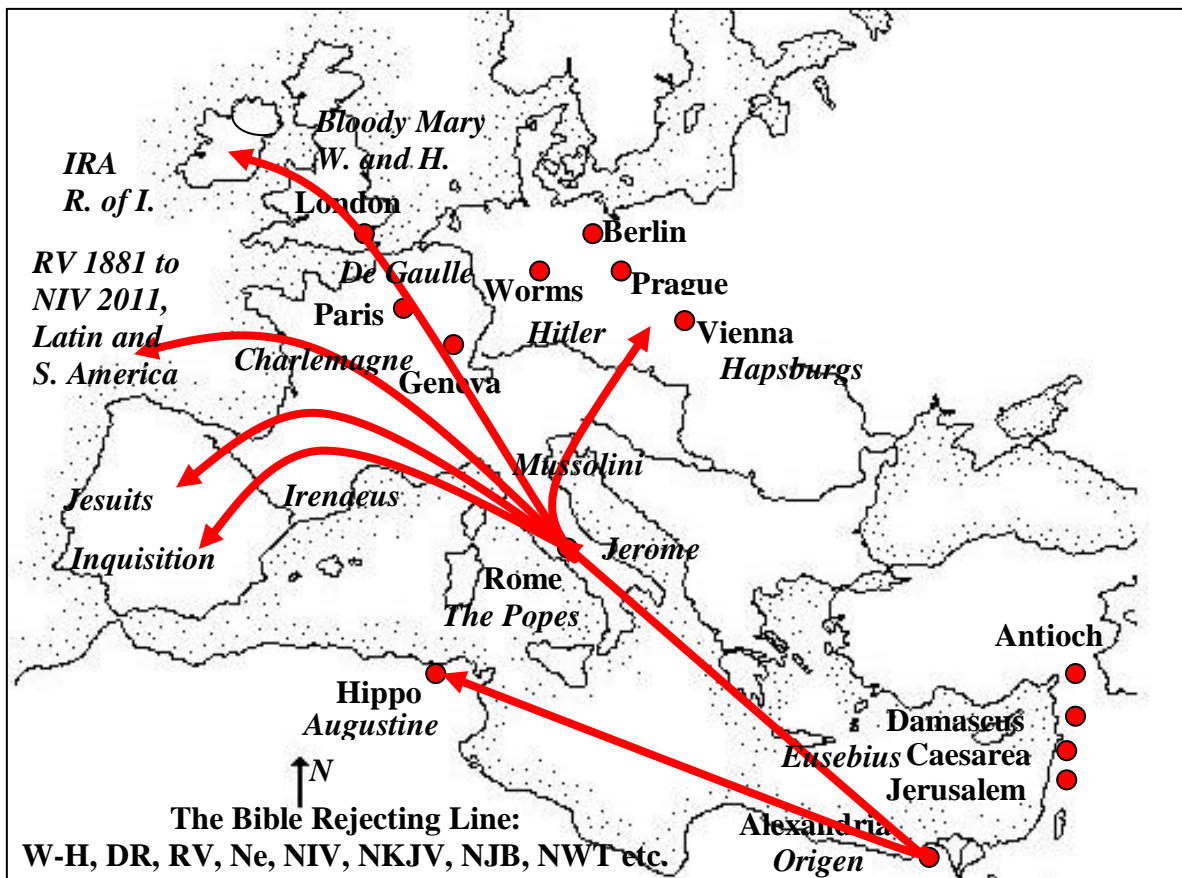 Bloody Mary
W. and H.
IRA
R. of I.
London
Berlin
RV 1881 to
NIV 2011,
Latin and
S. America
De Gaulle
Worms
Prague
Paris
Hitler
Vienna
Charlemagne
Geneva
Hapsburgs
Mussolini
Jesuits
Irenaeus
Inquisition
Jerome
Rome
The Popes
Antioch
Hippo
Augustine
Damascus
Eusebius Caesarea
Jerusalem
N
Alexandria
Origen
The Bible Rejecting Line:
W-H, DR, RV, Ne, NIV, NKJV, NJB, NWT etc.